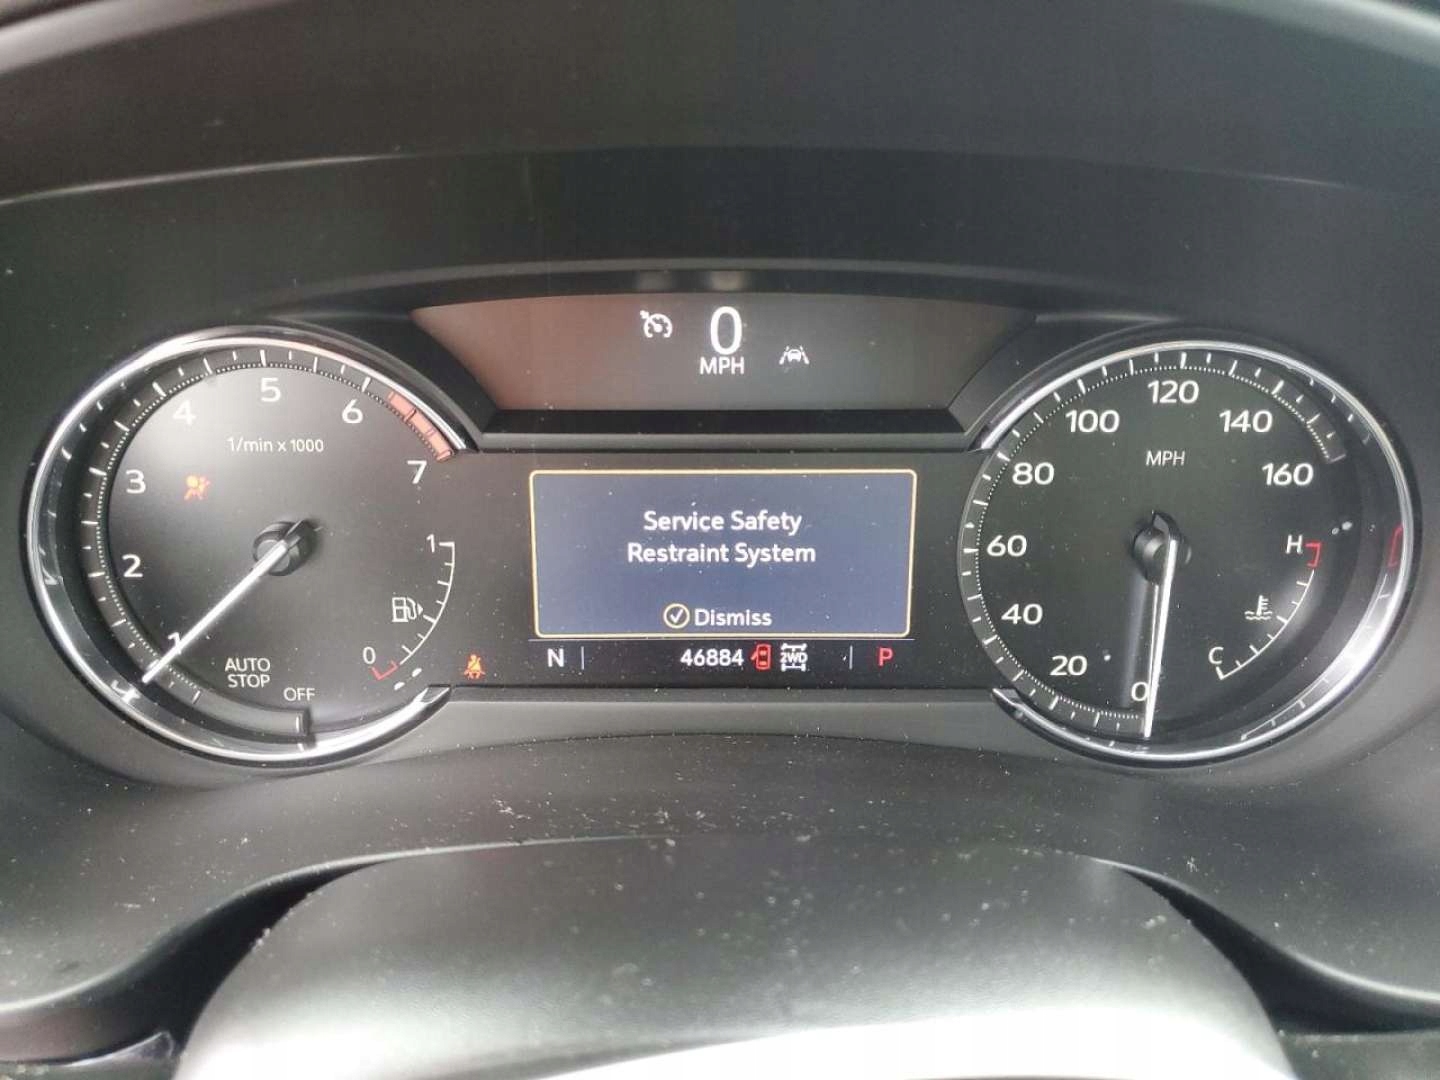 0
MPH
1/min x 1000
1
2
3
4
5
6
7
1
0
AUTO
STOP
OFF
Service Safety
Restraint System
Dismiss
N
46884
2WD
P
0
20
40
60
80
100
120
140
160
MPH
H
C